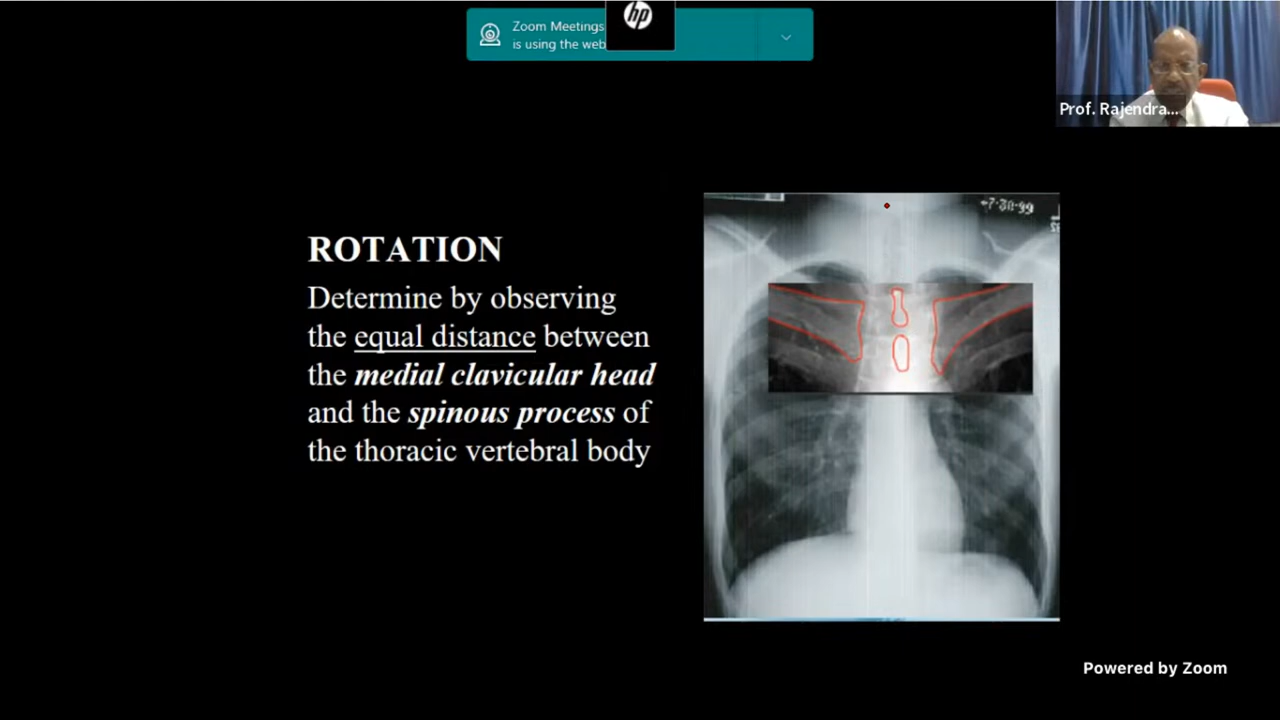 Zoom Meetings
is using the web
hp
Prof. Rajendra...
ROTATION
Determine by observing
the equal distance between
the medial clavicular head
and the spinous process of
the thoracic vertebral body
Powered by Zoom